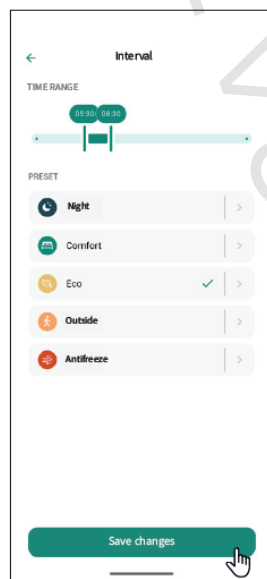 Interval
TIME RANGE
05:30 08:30
PRESET
Night
Comfort
Eco
Outside
Antifreeze
Save changes